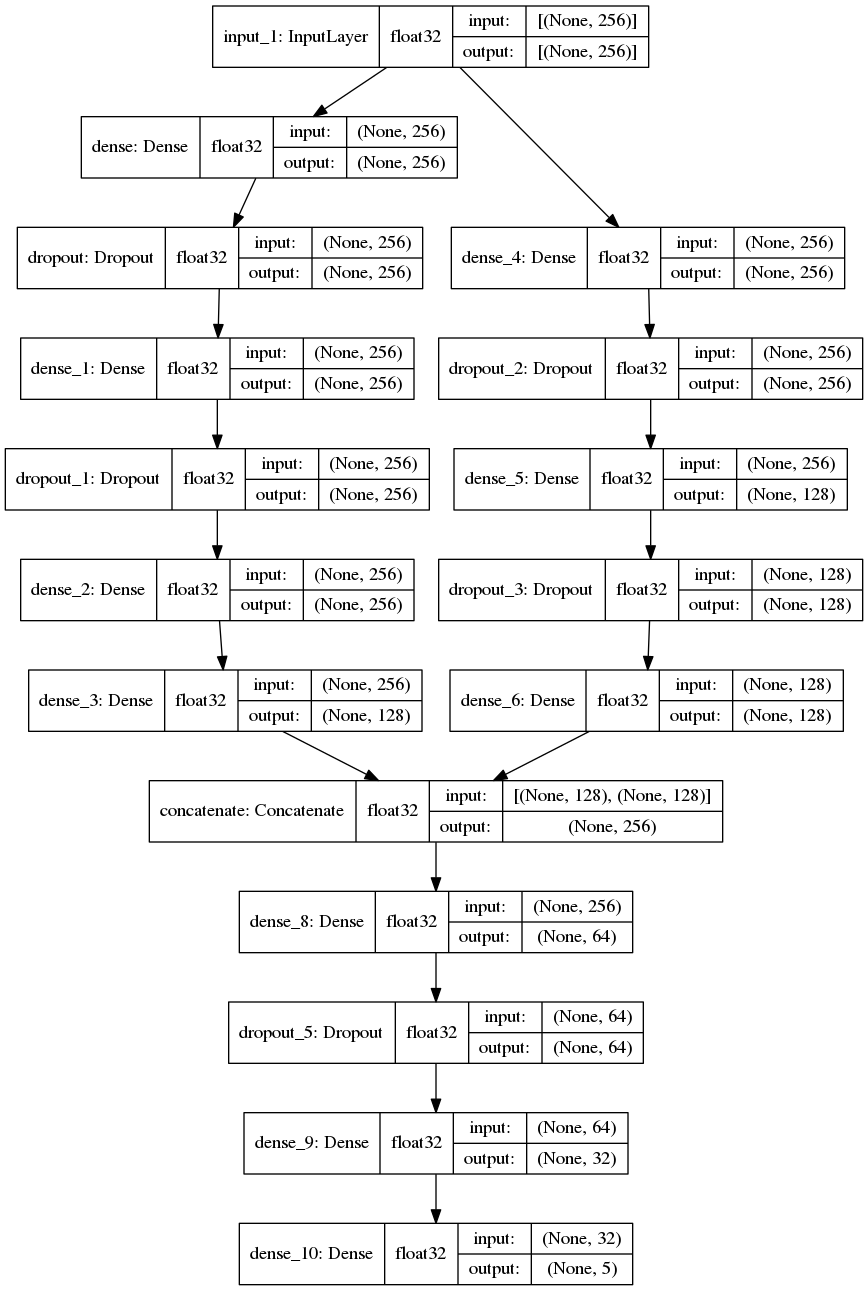 input_1: InputLayer float32 input: [(None, 256)]
output: [(None, 256)]
dense: Dense float32 input: (None, 256)
output: (None, 256)
dropout: Dropout float32 input: (None, 256)
output: (None, 256)
dense_4: Dense float32 input: (None, 256)
output: (None, 256)
dense_1: Dense float32 input: (None, 256)
output: (None, 256)
dropout_2: Dropout float32 input: (None, 256)
output: (None, 256)
dropout_1: Dropout float32 input: (None, 256)
output: (None, 256)
dense_5: Dense float32 input: (None, 256)
output: (None, 128)
dense_2: Dense float32 input: (None, 256)
output: (None, 256)
dropout_3: Dropout float32 input: (None, 128)
output: (None, 128)
dense_3: Dense float32 input: (None, 256)
output: (None, 128)
dense_6: Dense float32 input: (None, 128)
output: (None, 128)
concatenate: Concatenate float32 input: [(None, 128), (None, 128)]
output: (None, 256)
dense_8: Dense float32 input: (None, 256)
output: (None, 64)
dropout_5: Dropout float32 input: (None, 64)
output: (None, 64)
dense_9: Dense float32 input: (None, 64)
output: (None, 32)
dense_10: Dense float32 input: (None, 32)
output: (None, 5)